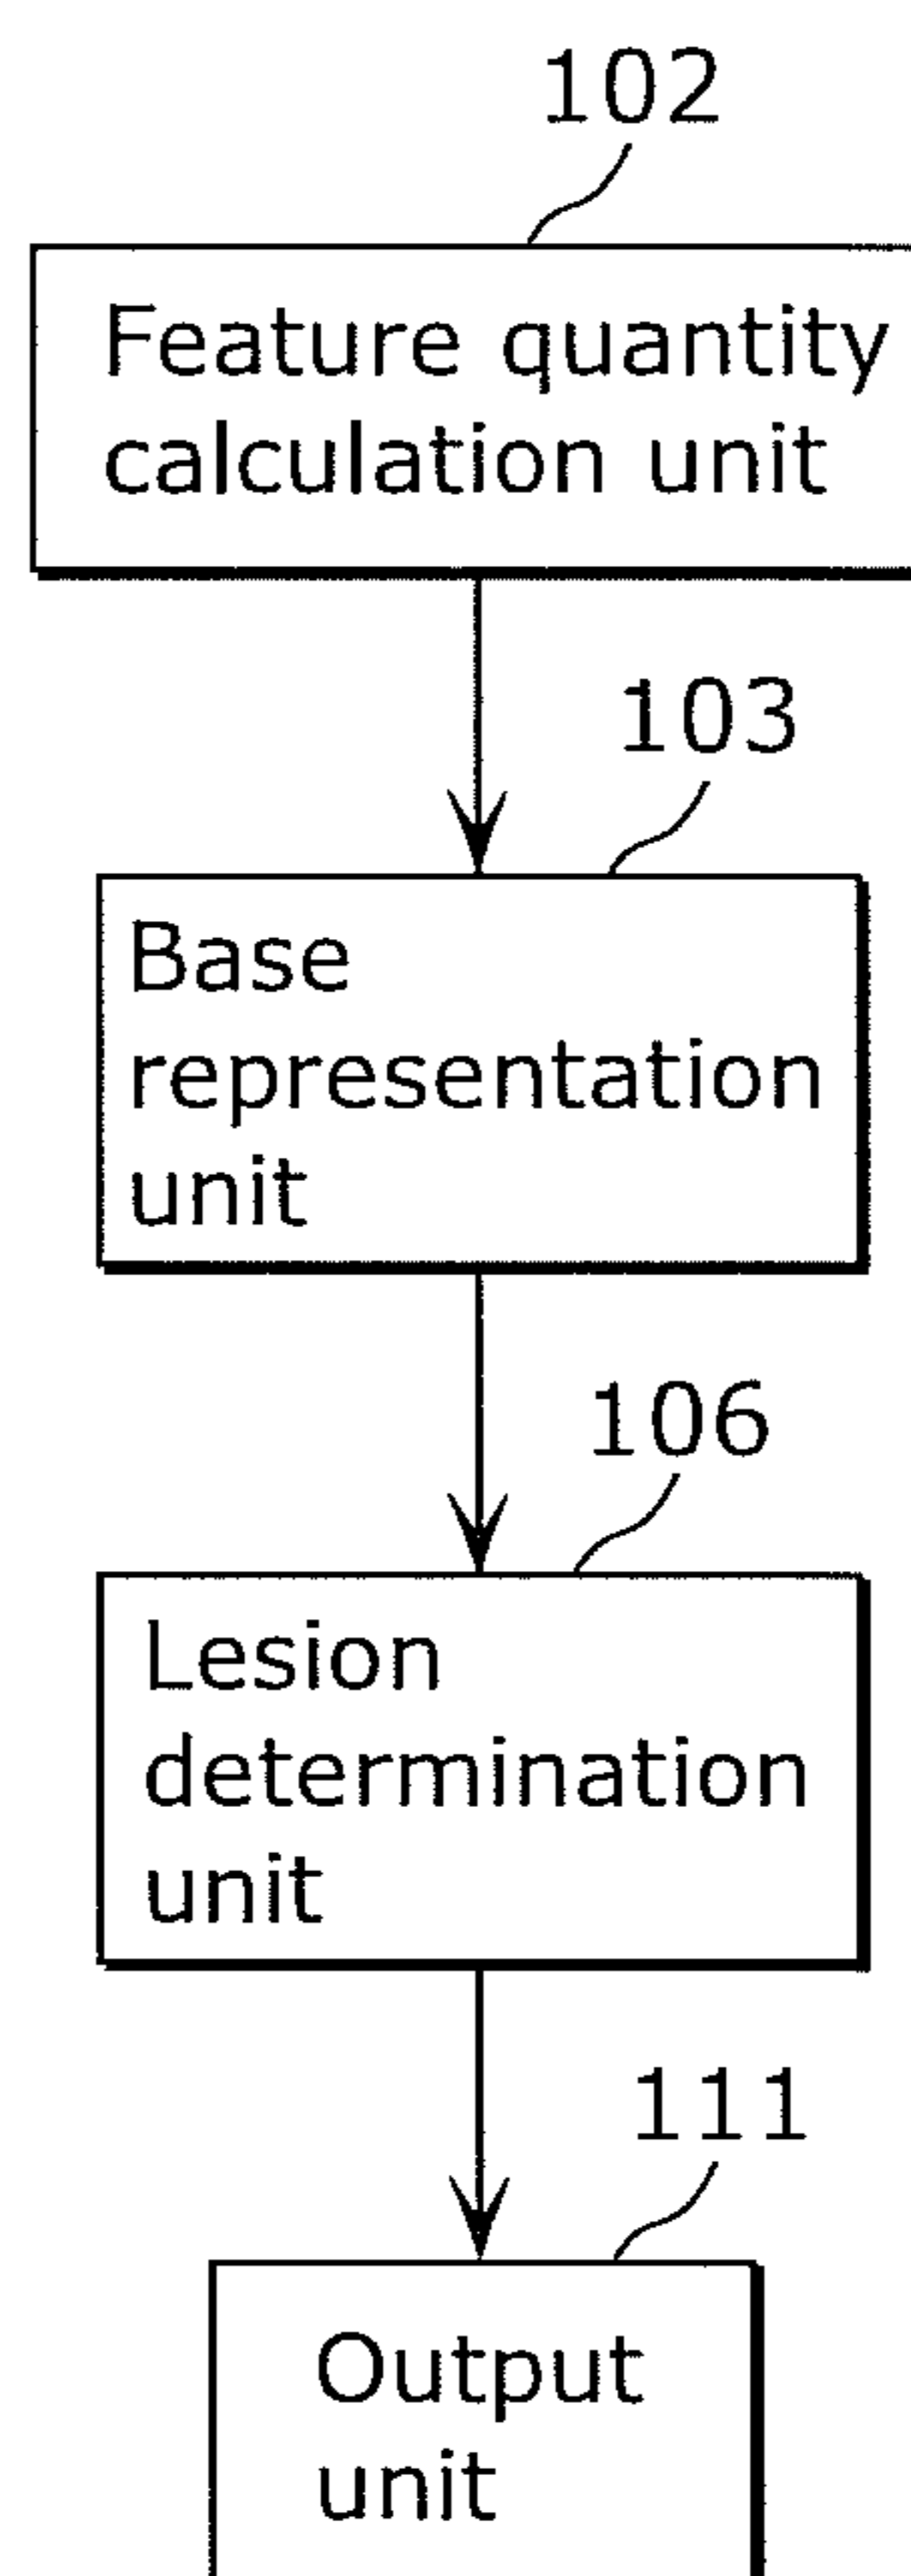 102
Feature quantity
calculation unit
103
Base
representation
unit
106
Lesion
determination
unit
111
Output
unit